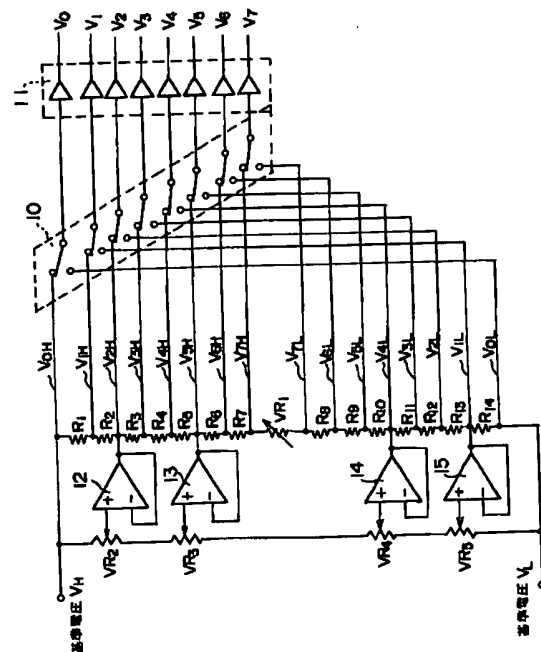 11
V0
V1
V2
V3
V4
V5
V6
V7
10
V0H
V1H
V2H
V3H
V4H
V5H
V6H
V7H
V7L
V6L
V5L
V4L
V3L
V2L
V1L
V0L
R1
R2
R3
R4
R5
R6
R7
VR1
R8
R9
R10
R11
R12
R13
R14
12
+
−
13
+
−
14
+
−
15
+
−
VR2
VR3
VR4
VR5
基準電圧 VH
基準電圧 VL